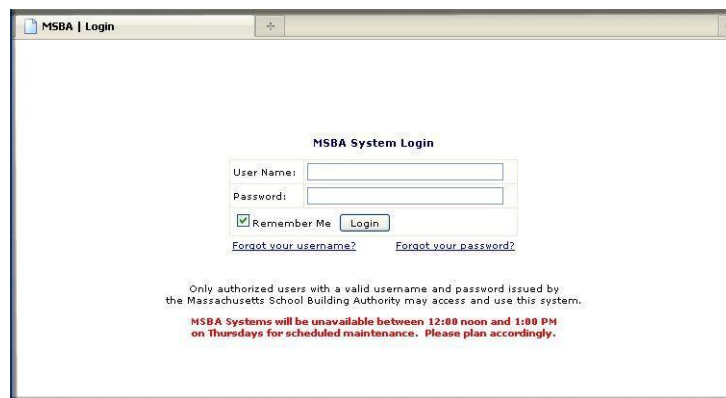 MSBA | Login
MSBA System Login
User Name:
Password:
Remember Me Login
Forgot your username? Forgot your password?
Only authorized users with a valid username and password issued by
the Massachusetts School Building Authority may access and use this system.
MSBA Systems will be unavailable between 12:00 noon and 1:00 PM
on Thursdays for scheduled maintenance. Please plan accordingly.